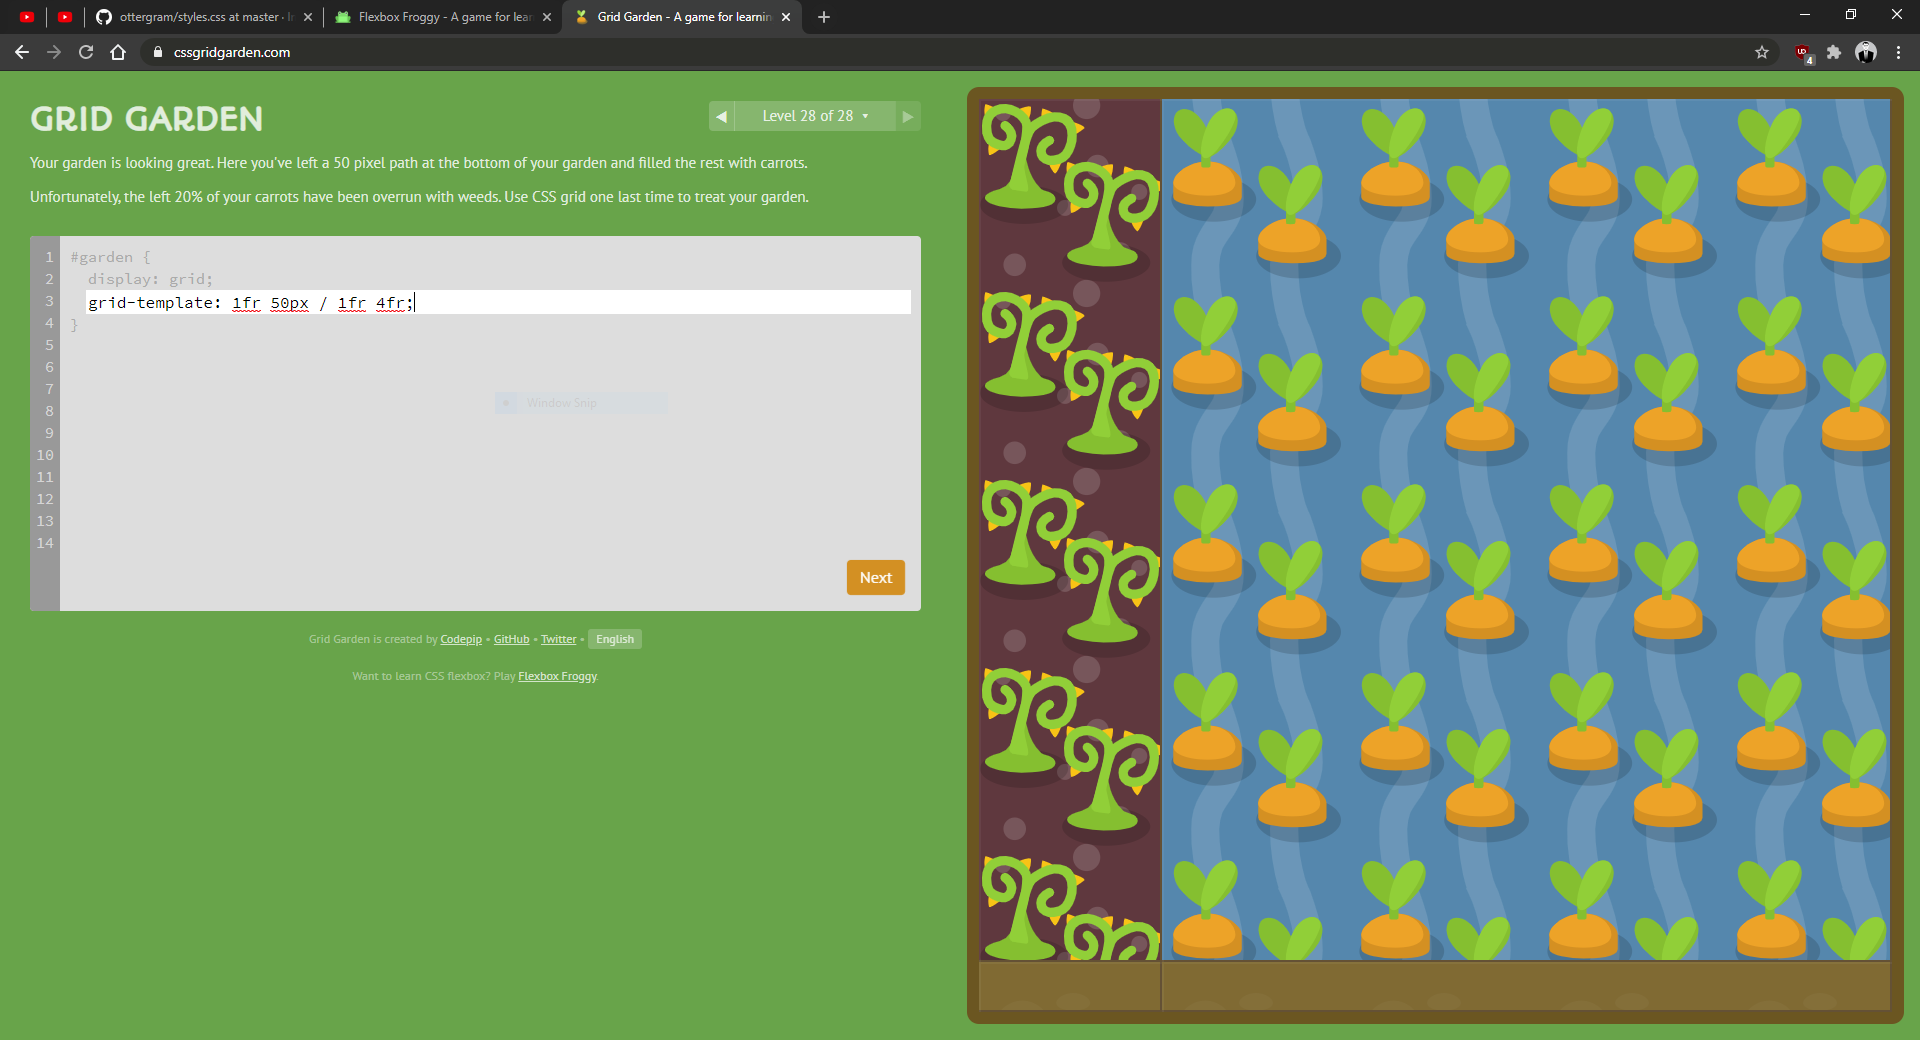 ottergram/styles.css at master · I
Flexbox Froggy - A game for lear
Grid Garden - A game for learnin
cssgridgarden.com
4
GRID GARDEN
Level 28 of 28
Your garden is looking great. Here you've left a 50 pixel path at the bottom of your garden and filled the rest with carrots.
Unfortunately, the left 20% of your carrots have been overrun with weeds. Use CSS grid one last time to treat your garden.
1 #garden {
2 display: grid;
3 grid-template: 1fr 50px / 1fr 4fr;
4 }
5
6
7
8
9
10
11
12
13
14
Window Snip
Next
Grid Garden is created by Codepip • GitHub • Twitter • English
Want to learn CSS flexbox? Play Flexbox Froggy.